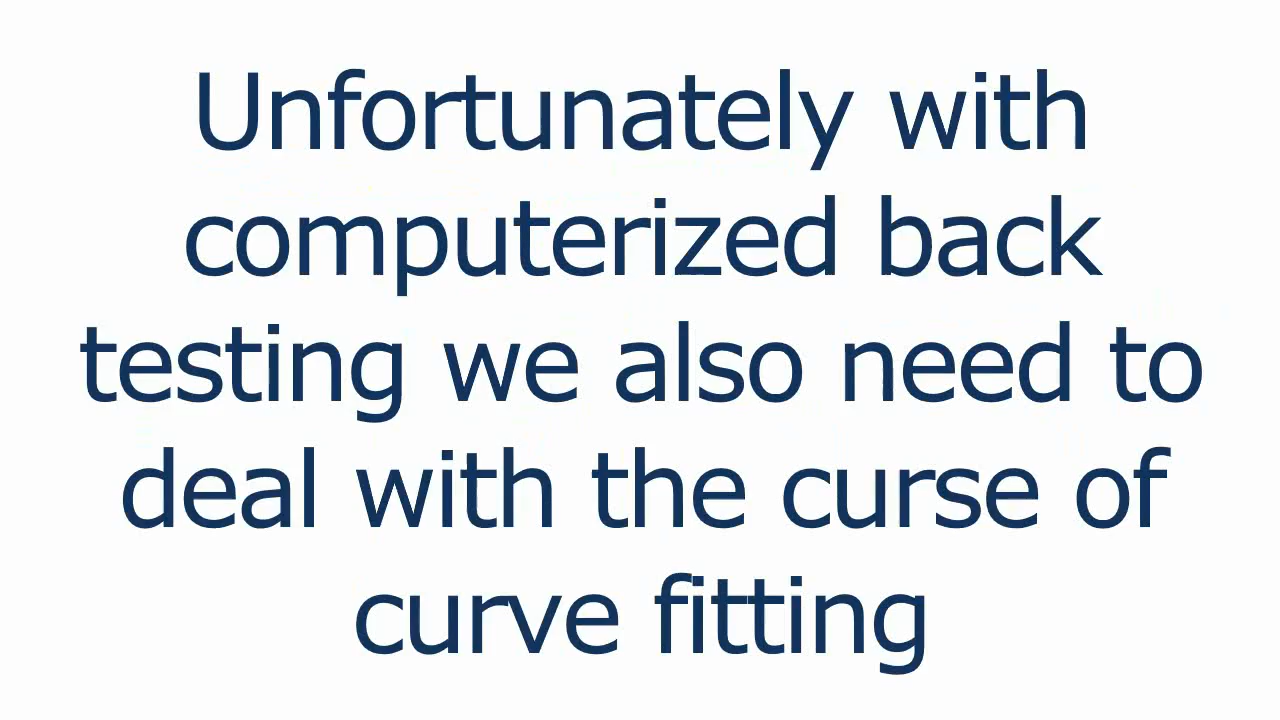 Unfortunately with
computerized back
testing we also need to
deal with the curse of
curve fitting